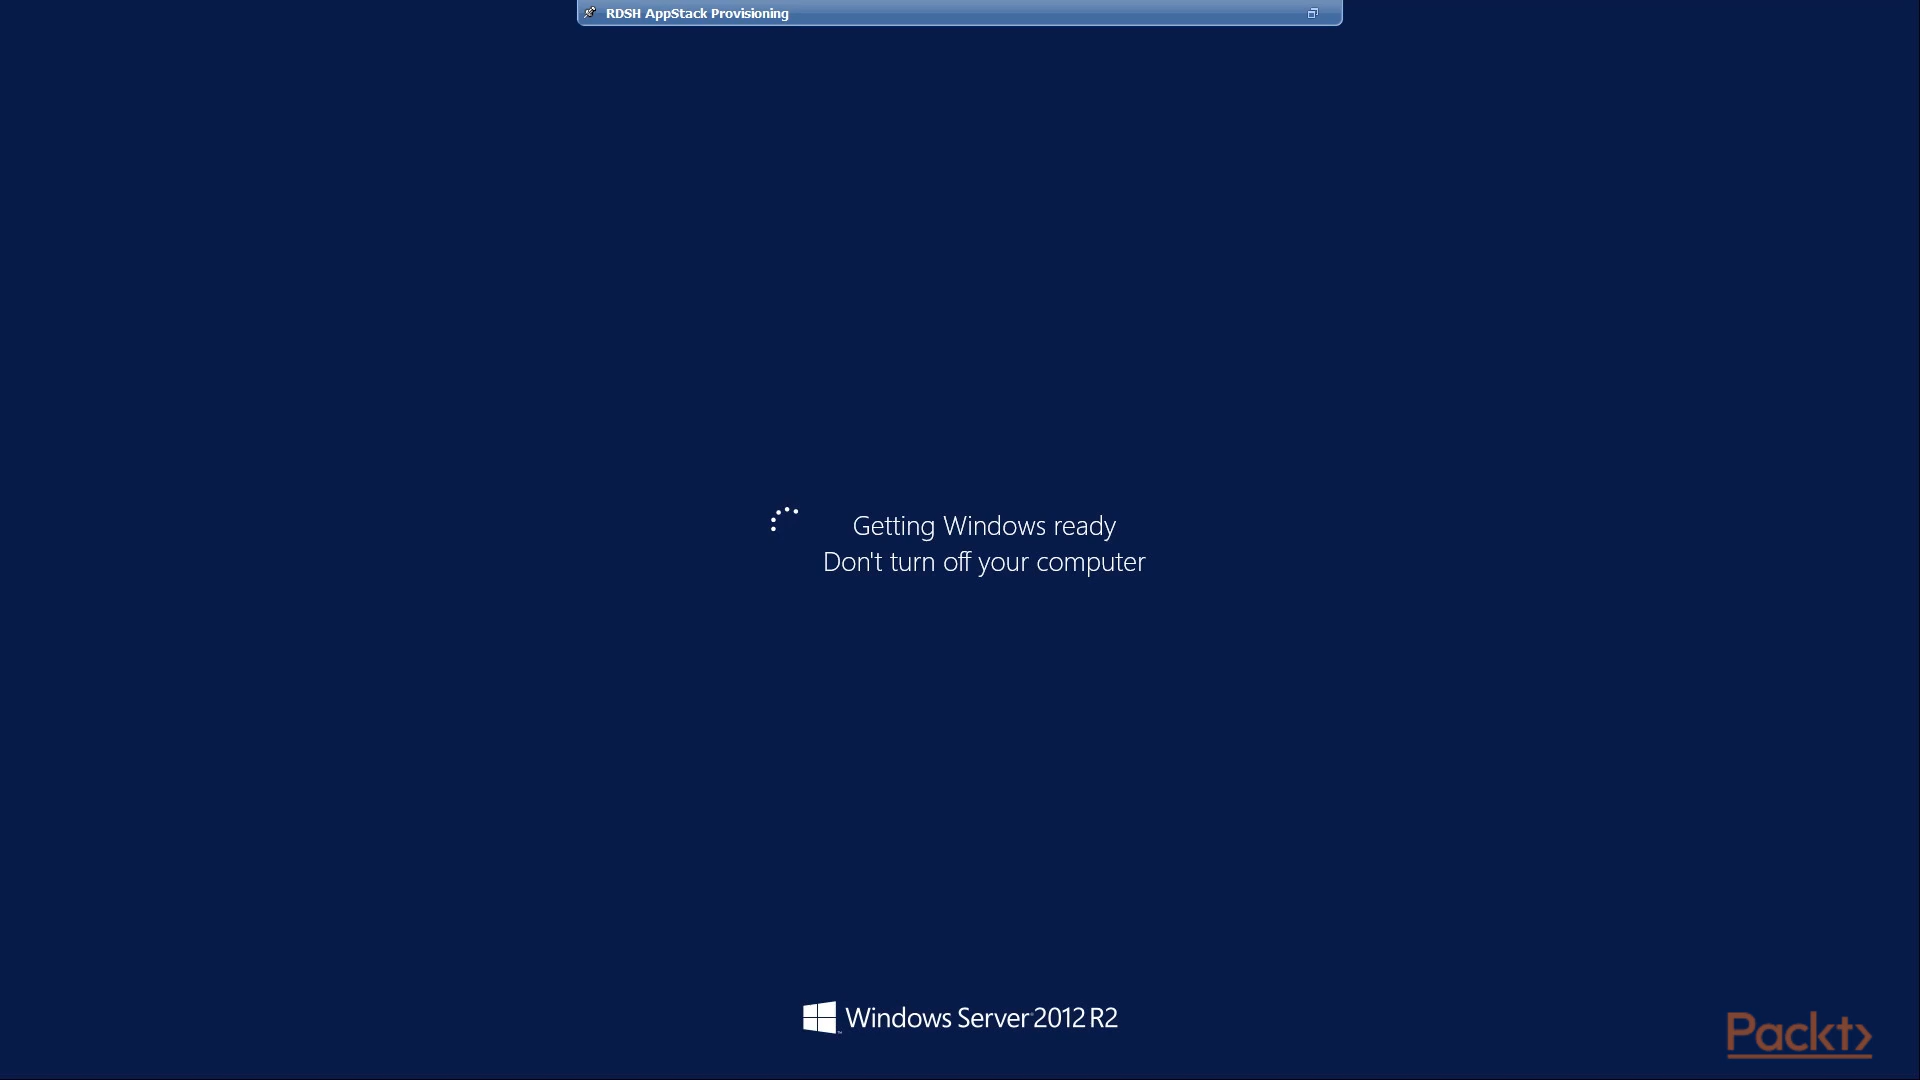 RDSH AppStack Provisioning
Getting Windows ready
Don't turn off your computer
Windows Server 2012 R2
Packt>